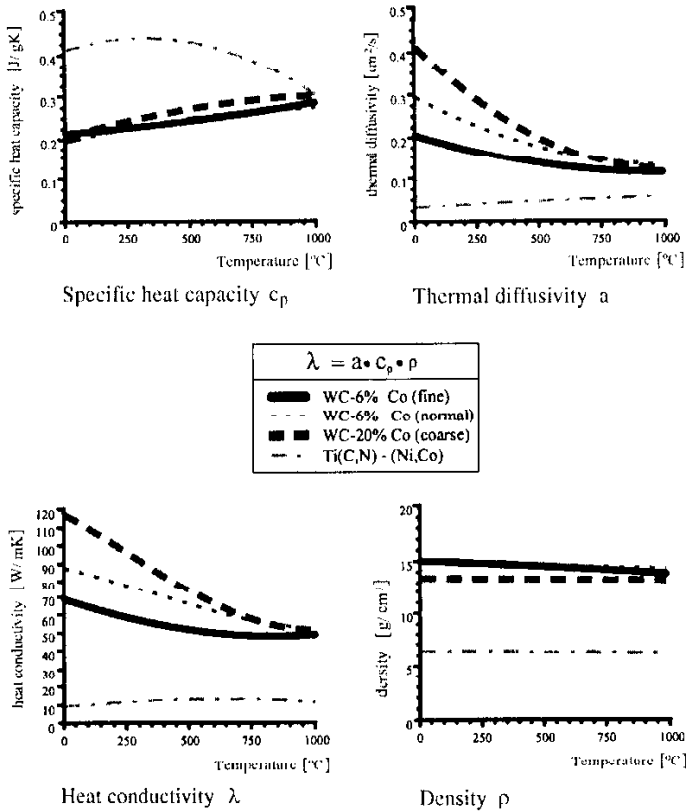 specific heat capacity [J/gK]
0.5
0.4
0.3
0.2
0.1
0
0 250 500 750 1000
Temperature [°C]
Specific heat capacity cp
thermal diffusivity [cm²/s]
0.5
0.4
0.3
0.2
0.1
0
0 250 500 750 1000
Temperature [°C]
Thermal diffusivity a
λ = a • cp • ρ
WC-6% Co (fine)
WC-6% Co (normal)
WC-20% Co (coarse)
Ti(C,N) - (Ni,Co)
heat conductivity [W/mK]
120
110
100
90
80
70
60
50
40
30
20
10
0
0 250 500 750 1000
Temperature [°C]
Heat conductivity λ
density [g/cm³]
20
15
10
5
0
0 250 500 750 1000
Temperature [°C]
Density ρ